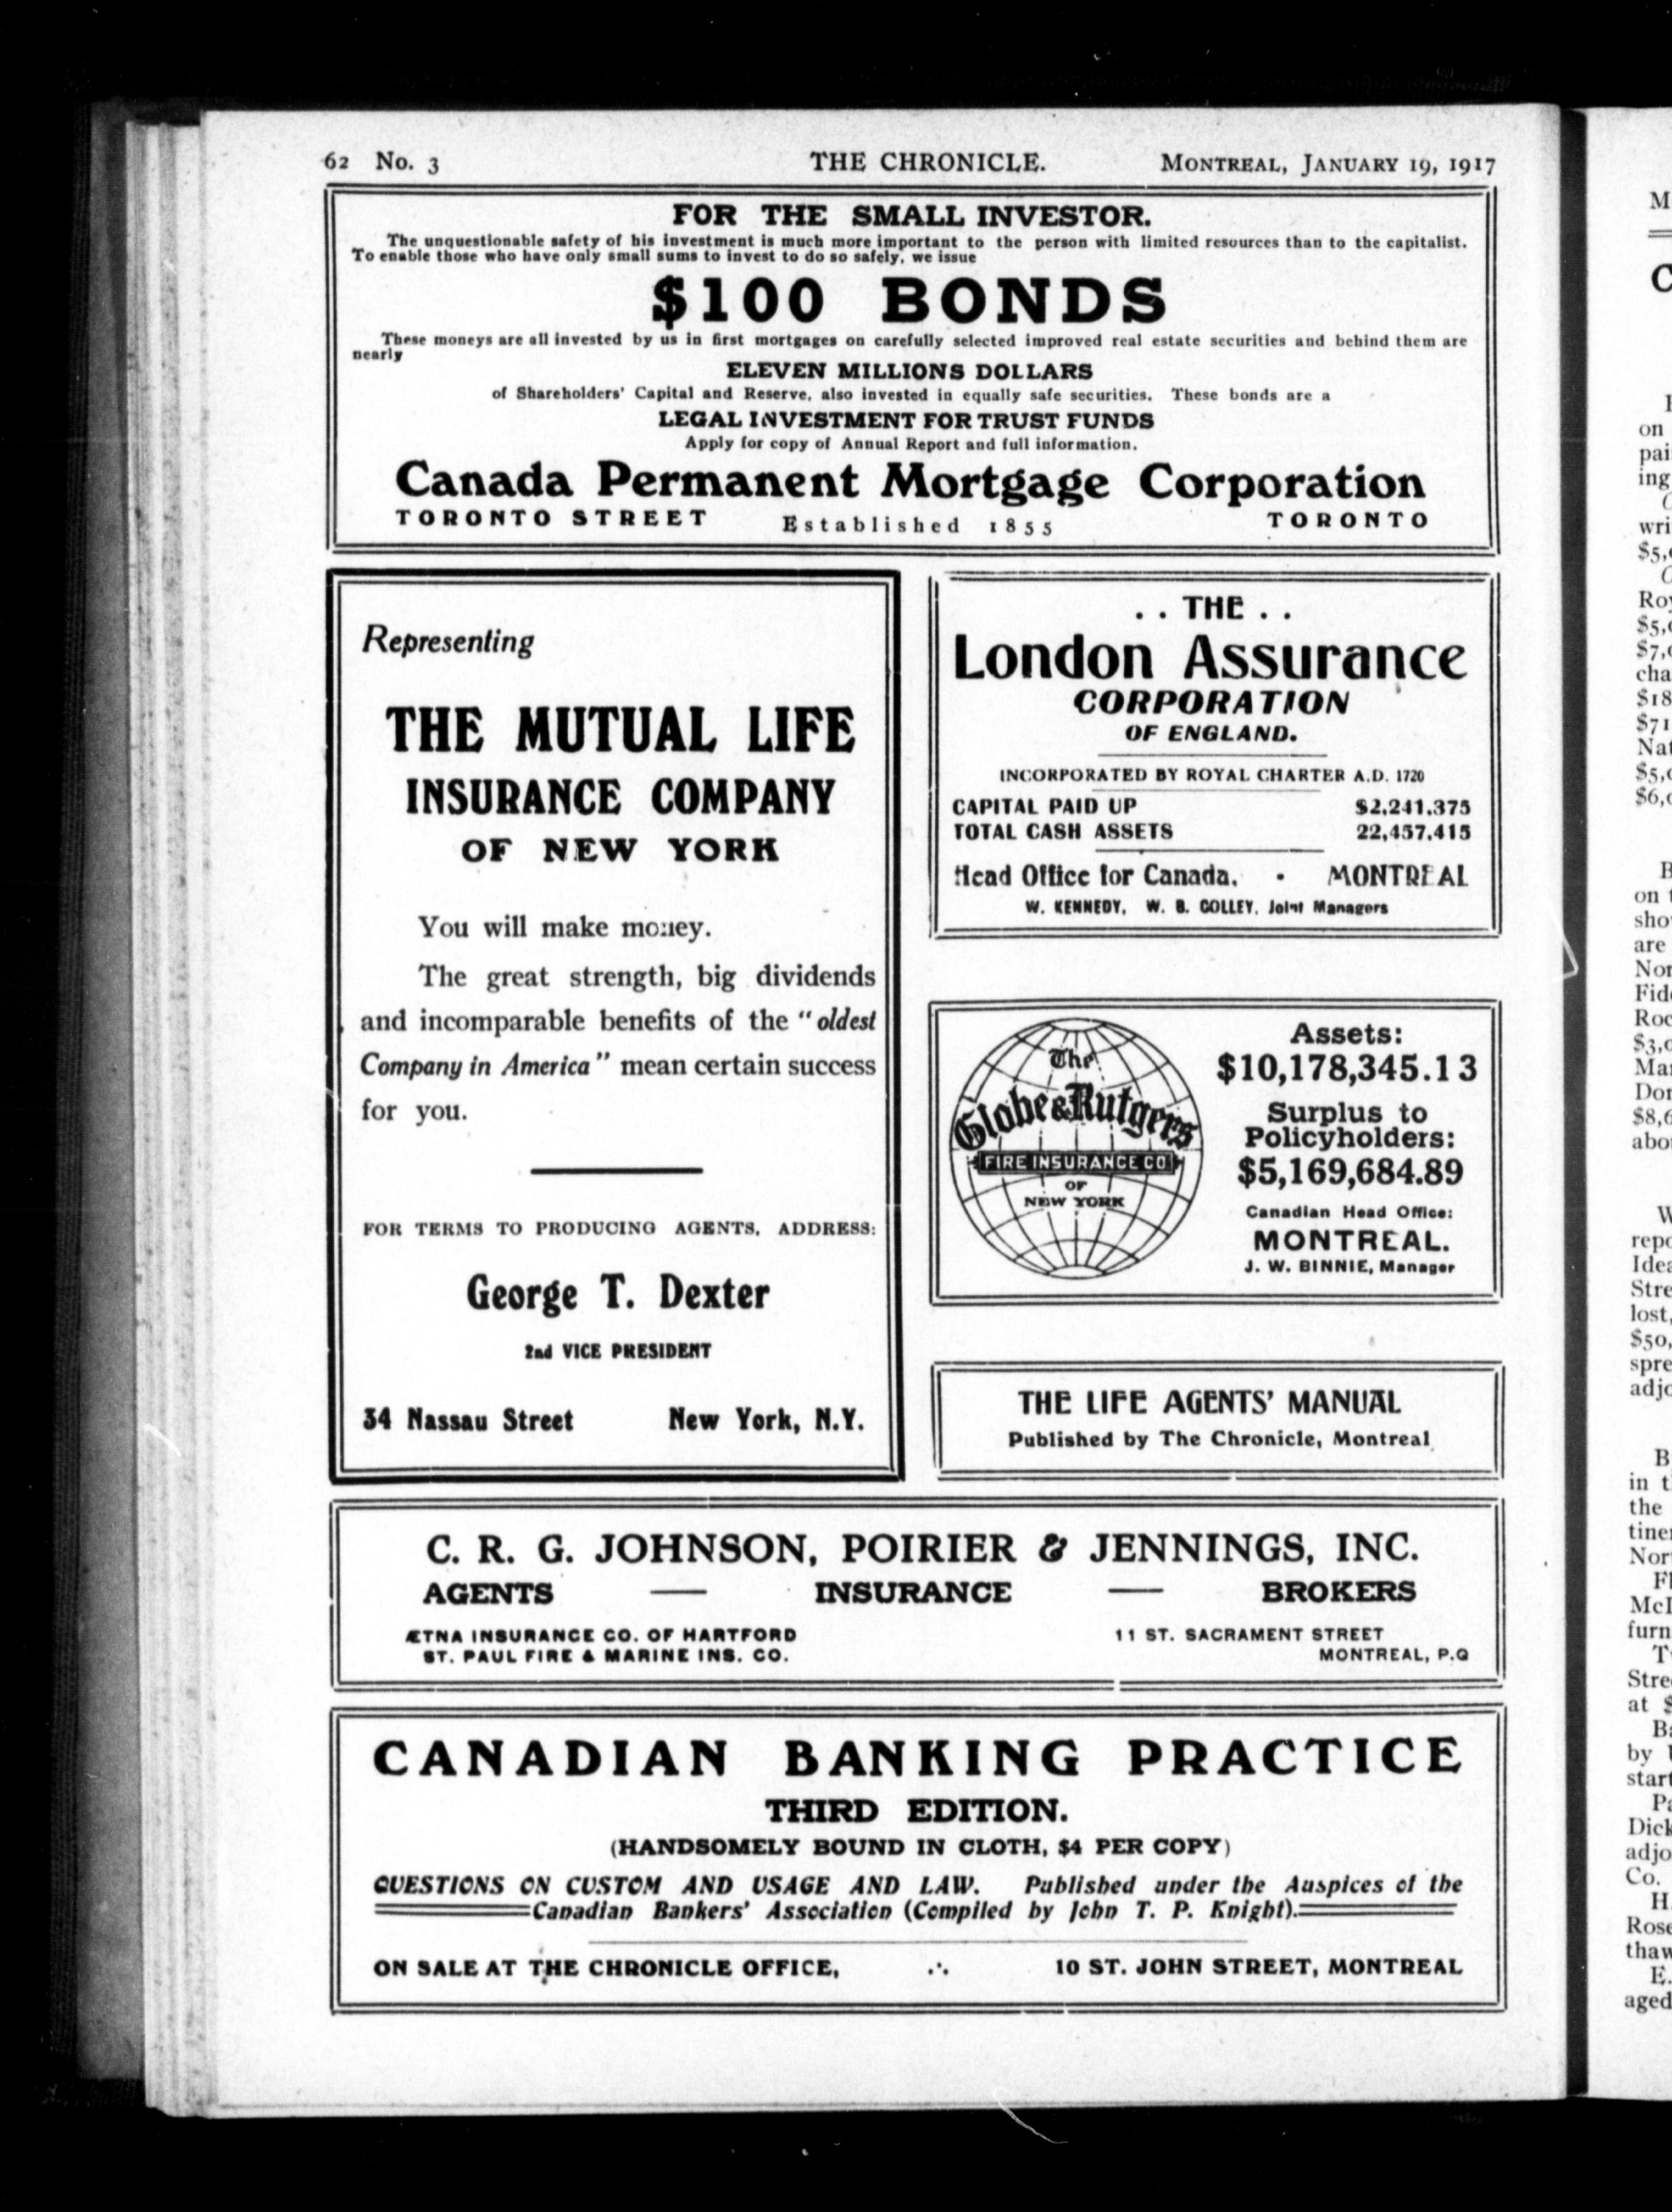 62 No. 3 THE CHRONICLE. MONTREAL, JANUARY 19, 1917
FOR THE SMALL INVESTOR.
The unquestionable safety of his investment is much more important to the person with limited resources than to the capitalist.
To enable those who have only small sums to invest to do so safely, we issue
$100 BONDS
These moneys are all invested by us in first mortgages on carefully selected improved real estate securities and behind them are
nearly
ELEVEN MILLIONS DOLLARS
of Shareholders' Capital and Reserve, also invested in equally safe securities. These bonds are a
LEGAL INVESTMENT FOR TRUST FUNDS
Apply for copy of Annual Report and full information.
Canada Permanent Mortgage Corporation
TORONTO STREET Established 1855 TORONTO
Representing
THE MUTUAL LIFE
INSURANCE COMPANY
OF NEW YORK
You will make money.
The great strength, big dividends
and incomparable benefits of the "oldest
Company in America" mean certain success
for you.
FOR TERMS TO PRODUCING AGENTS, ADDRESS:
George T. Dexter
2nd VICE PRESIDENT
34 Nassau Street New York, N.Y.
. . THE . .
London Assurance
CORPORATION
OF ENGLAND.
INCORPORATED BY ROYAL CHARTER A.D. 1720
CAPITAL PAID UP $2,241,375
TOTAL CASH ASSETS 22,457,415
Head Office for Canada, - MONTREAL
W. KENNEDY, W. B. COLLEY, Joint Managers
The
Globe & Rutgers
FIRE INSURANCE CO
OF
NEW YORK
Assets:
$10,178,345.13
Surplus to
Policyholders:
$5,169,684.89
Canadian Head Office:
MONTREAL.
J. W. BINNIE, Manager
THE LIFE AGENTS' MANUAL
Published by The Chronicle, Montreal
C. R. G. JOHNSON, POIRIER & JENNINGS, INC.
AGENTS — INSURANCE — BROKERS
ÆTNA INSURANCE CO. OF HARTFORD
ST. PAUL FIRE & MARINE INS. CO.
11 ST. SACRAMENT STREET
MONTREAL, P.Q
CANADIAN BANKING PRACTICE
THIRD EDITION.
(HANDSOMELY BOUND IN CLOTH, $4 PER COPY)
QUESTIONS ON CUSTOM AND USAGE AND LAW. Published under the Auspices of the
Canadian Bankers' Association (Compiled by John T. P. Knight).
ON SALE AT THE CHRONICLE OFFICE, ∴ 10 ST. JOHN STREET, MONTREAL